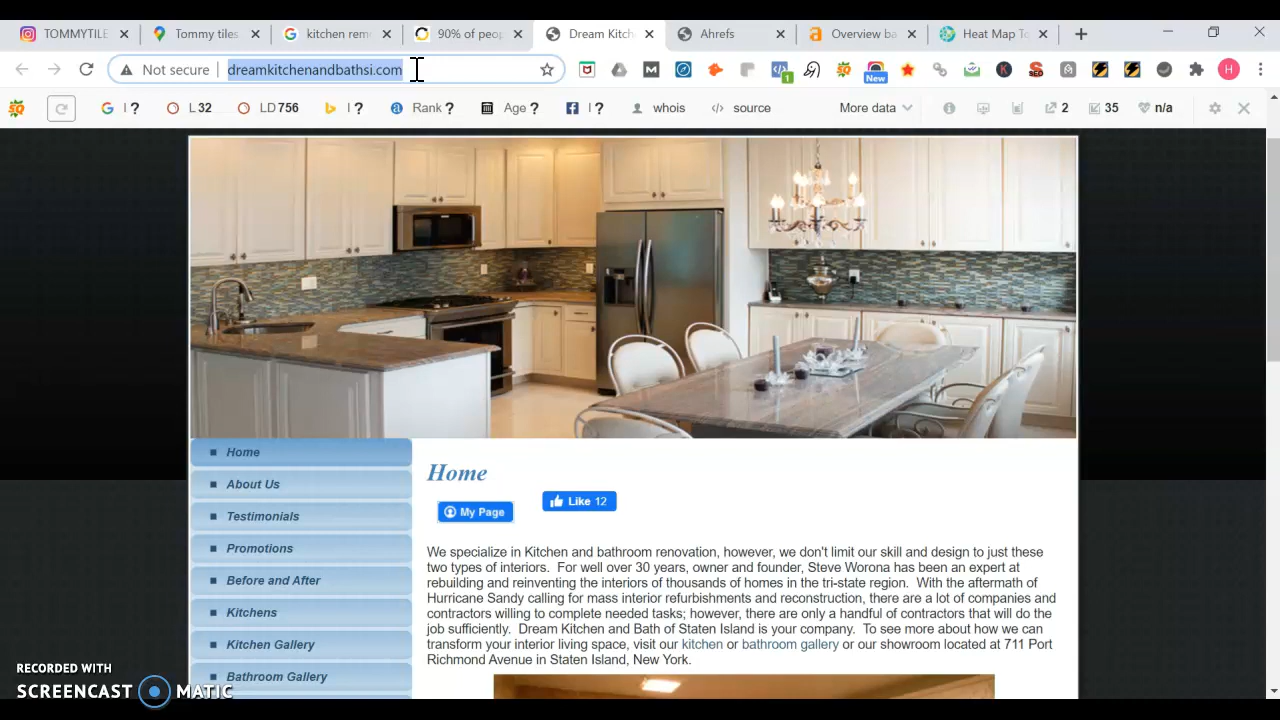 TOMMYTILE
Tommy tiles
kitchen rem
90% of peop
Dream Kitch
Ahrefs
Overview ba
Heat Map To
Not secure
dreamkitchenandbathsi.com
1
New
SEO
H
I ?
L 32
LD 756
I ?
Rank ?
Age ?
I ?
whois
source
More data
2
35
n/a
Home
About Us
Testimonials
Promotions
Before and After
Kitchens
Kitchen Gallery
Bathroom Gallery
Home
My Page
Like 12
We specialize in Kitchen and bathroom renovation, however, we don't limit our skill and design to just these
two types of interiors. For well over 30 years, owner and founder, Steve Worona has been an expert at
rebuilding and reinventing the interiors of thousands of homes in the tri-state region. With the aftermath of
Hurricane Sandy calling for mass interior refurbishments and reconstruction, there are a lot of companies and
contractors willing to complete needed tasks; however, there are only a handful of contractors that will do the
job sufficiently. Dream Kitchen and Bath of Staten Island is your company. To see more about how we can
transform your interior living space, visit our kitchen or bathroom gallery or our showroom located at 711 Port
Richmond Avenue in Staten Island, New York.
RECORDED WITH
SCREENCAST MATIC